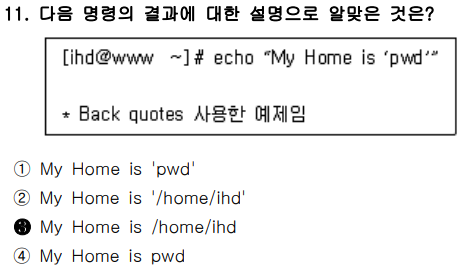 11. 다음 명령의 결과에 대한 설명으로 알맞은 것은?
[ihd@www ~]# echo “My Home is ‘pwd’”
* Back quotes 사용한 예제임
① My Home is 'pwd'
② My Home is '/home/ihd'
❸ My Home is /home/ihd
④ My Home is pwd